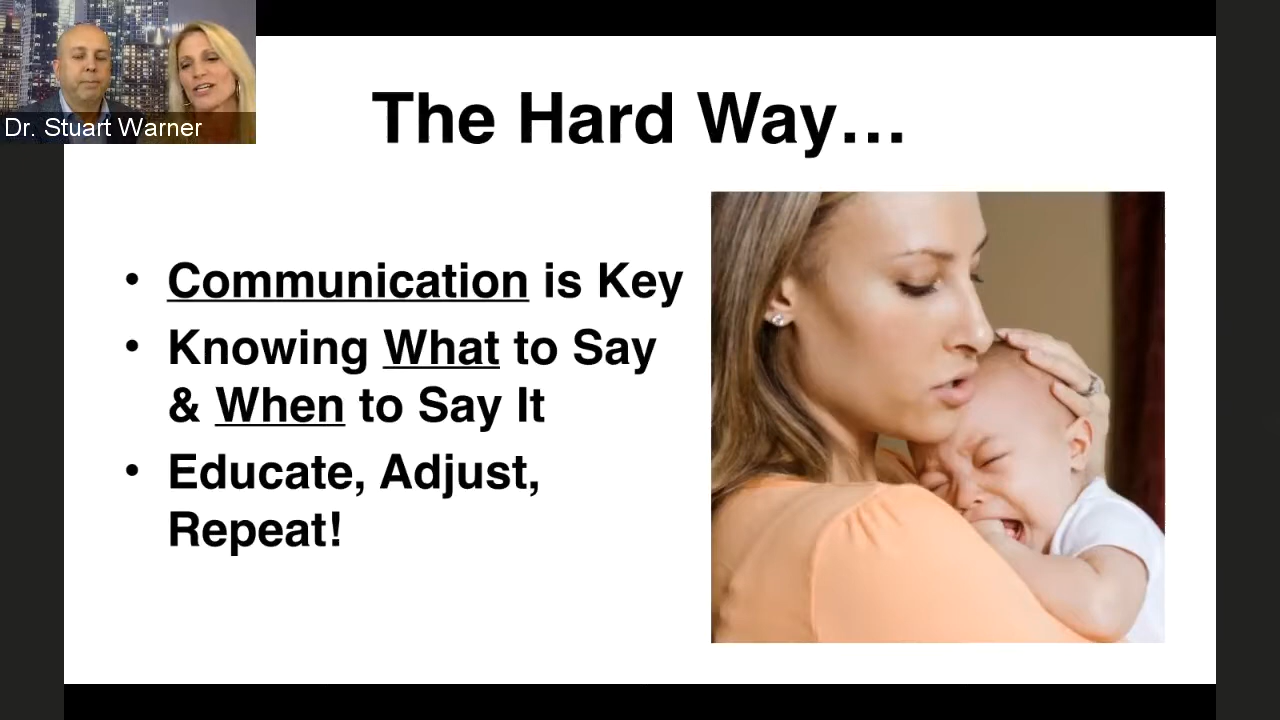 Dr. Stuart Warner
The Hard Way…
• Communication is Key
• Knowing What to Say
& When to Say It
• Educate, Adjust,
Repeat!